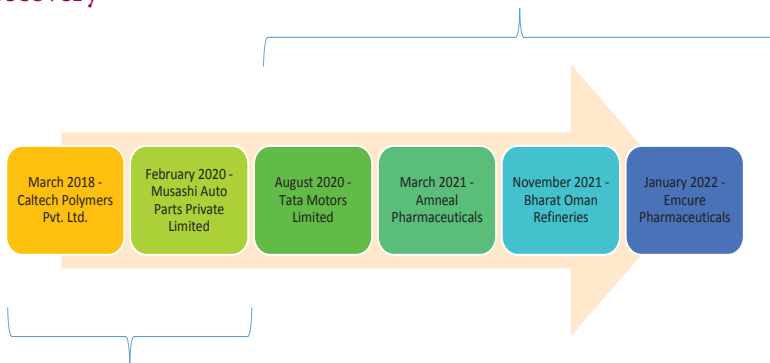 March 2018 -
Caltech Polymers
Pvt. Ltd.
February 2020 -
Musashi Auto
Parts Private
Limited
August 2020 -
Tata Motors
Limited
March 2021 -
Amneal
Pharmaceuticals
November 2021 -
Bharat Oman
Refineries
January 2022 -
Emcure
Pharmaceuticals